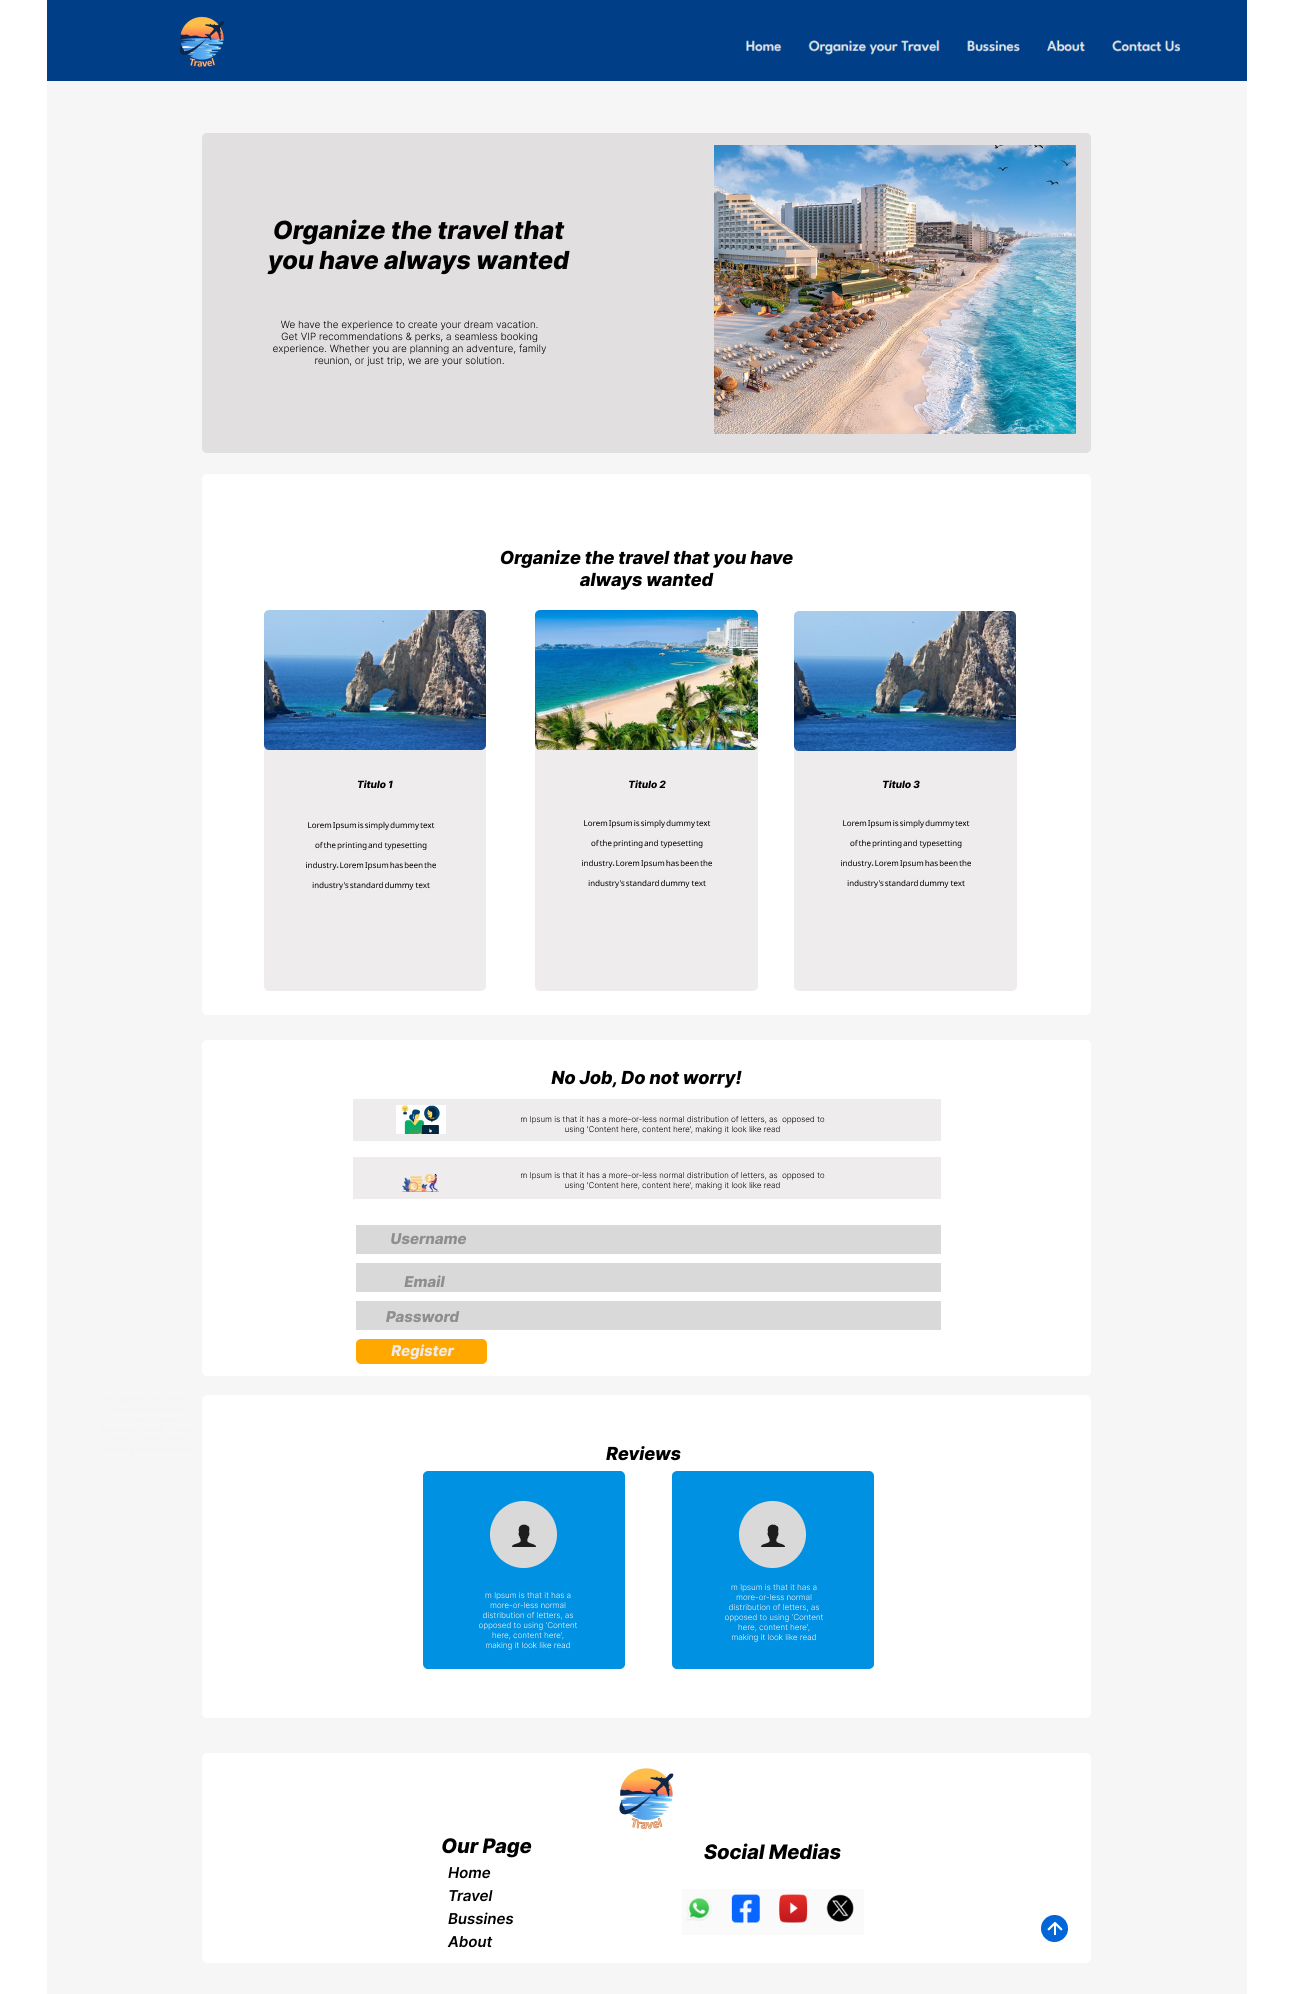 Travel
Home Organize your Travel Bussines About Contact Us
Organize the travel that
you have always wanted
We have the experience to create your dream vacation.
Get VIP recommendations & perks, a seamless booking
experience. Whether you are planning an adventure, family
reunion, or just trip, we are your solution.
Organize the travel that you have
always wanted
Titulo 1
Lorem Ipsum is simply dummy text
of the printing and typesetting
industry. Lorem Ipsum has been the
industry's standard dummy text
Titulo 2
Lorem Ipsum is simply dummy text
of the printing and typesetting
industry. Lorem Ipsum has been the
industry's standard dummy text
Titulo 3
Lorem Ipsum is simply dummy text
of the printing and typesetting
industry. Lorem Ipsum has been the
industry's standard dummy text
No Job, Do not worry!
m Ipsum is that it has a more-or-less normal distribution of letters, as opposed to
using 'Content here, content here', making it look like read
m Ipsum is that it has a more-or-less normal distribution of letters, as opposed to
using 'Content here, content here', making it look like read
Username
Email
Password
Register
Reviews
m Ipsum is that it has a
more-or-less normal
distribution of letters, as
opposed to using 'Content
here, content here',
making it look like read
m Ipsum is that it has a
more-or-less normal
distribution of letters, as
opposed to using 'Content
here, content here',
making it look like read
Travel
Our Page
Home
Travel
Bussines
About
Social Medias